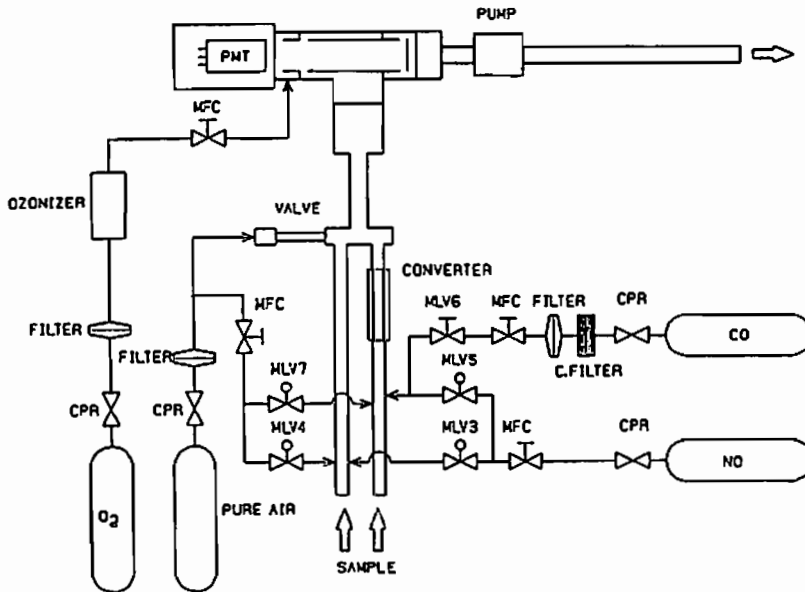 PUMP
PMT
MFC
OZONIZER
VALVE
CONVERTER
MFC
MLV6 MFC FILTER CPR
FILTER
FILTER
CO
MLV7
MLV5
C.FILTER
CPR
CPR
MLV4
MLV3
MFC
CPR
NO
O2
PURE AIR
SAMPLE